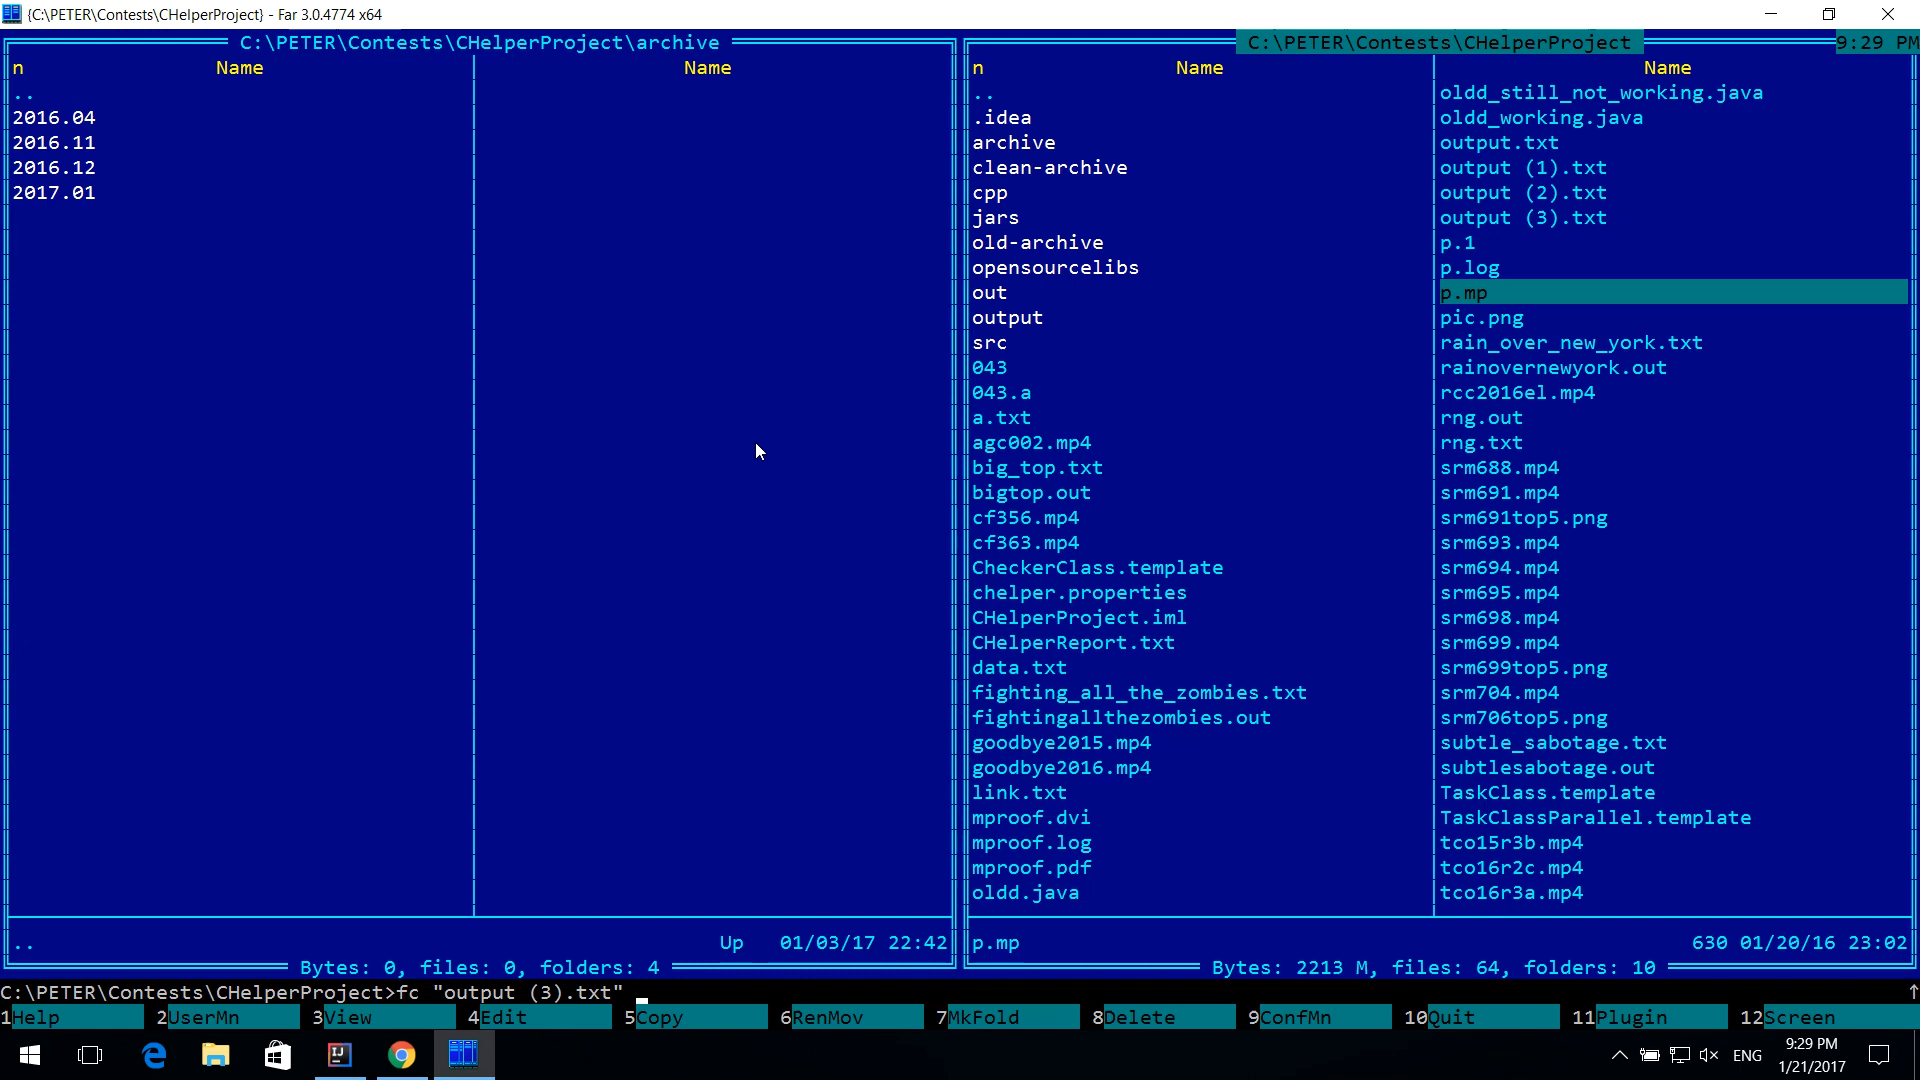 {C:\PETER\Contests\CHelperProject} - Far 3.0.4774 x64
C:\PETER\Contests\CHelperProject\archive
n Name Name
..
2016.04
2016.11
2016.12
2017.01
..
Up 01/03/17 22:42
Bytes: 0, files: 0, folders: 4
C:\PETER\Contests\CHelperProject 9:29 PM
n Name Name
..
.idea
archive
clean-archive
cpp
jars
old-archive
opensourcelibs
out
output
src
043
043.a
a.txt
agc002.mp4
big_top.txt
bigtop.out
cf356.mp4
cf363.mp4
CheckerClass.template
chelper.properties
CHelperProject.iml
CHelperReport.txt
data.txt
fighting_all_the_zombies.txt
fightingallthezombies.out
goodbye2015.mp4
goodbye2016.mp4
link.txt
mproof.dvi
mproof.log
mproof.pdf
oldd.java
oldd_still_not_working.java
oldd_working.java
output.txt
output (1).txt
output (2).txt
output (3).txt
p.1
p.log
p.mp
pic.png
rain_over_new_york.txt
rainovernewyork.out
rcc2016el.mp4
rng.out
rng.txt
srm688.mp4
srm691.mp4
srm691top5.png
srm693.mp4
srm694.mp4
srm695.mp4
srm698.mp4
srm699.mp4
srm699top5.png
srm704.mp4
srm706top5.png
subtle_sabotage.txt
subtlesabotage.out
TaskClass.template
TaskClassParallel.template
tco15r3b.mp4
tco16r2c.mp4
tco16r3a.mp4
p.mp 630 01/20/16 23:02
Bytes: 2213 M, files: 64, folders: 10
C:\PETER\Contests\CHelperProject>fc "output (3).txt"
1Help 2UserMn 3View 4Edit 5Copy 6RenMov 7MkFold 8Delete 9ConfMn 10Quit 11Plugin 12Screen
ENG
9:29 PM
1/21/2017